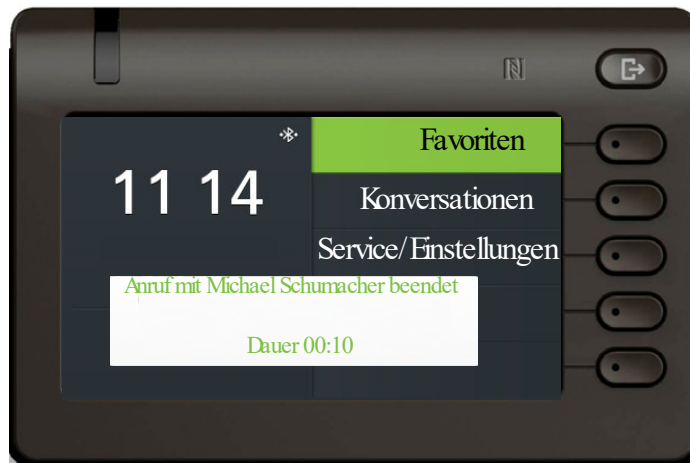 11 14
Favoriten
Konversationen
Service/Einstellungen
Anruf mit Michael Schumacher beendet
Dauer 00:10